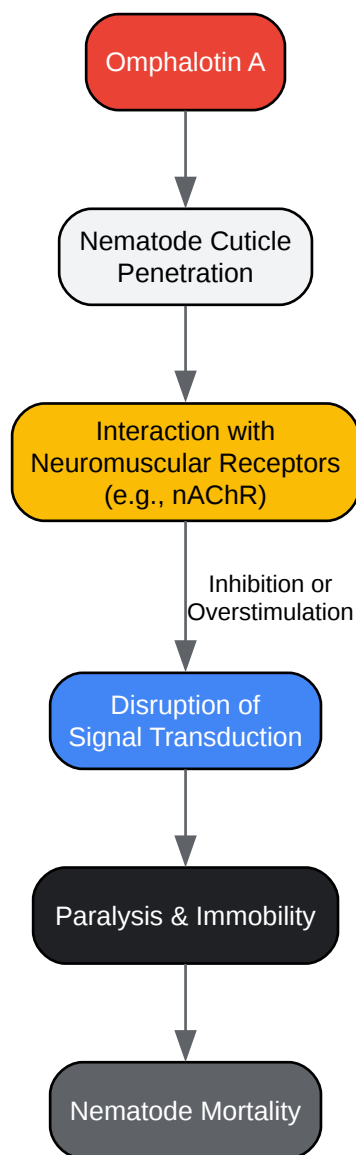 Omphalotin A
Nematode Cuticle
Penetration
Interaction with
Neuromuscular Receptors
(e.g., nAChR)
Inhibition or
Overstimulation
Disruption of
Signal Transduction
Paralysis & Immobility
Nematode Mortality